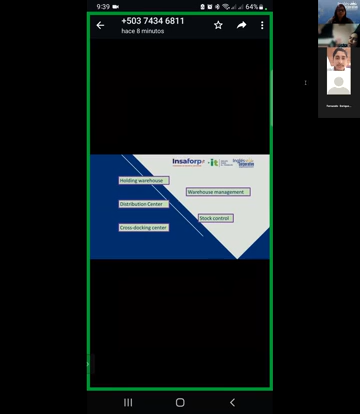 9:39
64%
+503 7434 6811
hace 8 minutos
Insaforp
it
Holding warehouse
Warehouse management
Distribution Center
Stock control
Cross-docking center